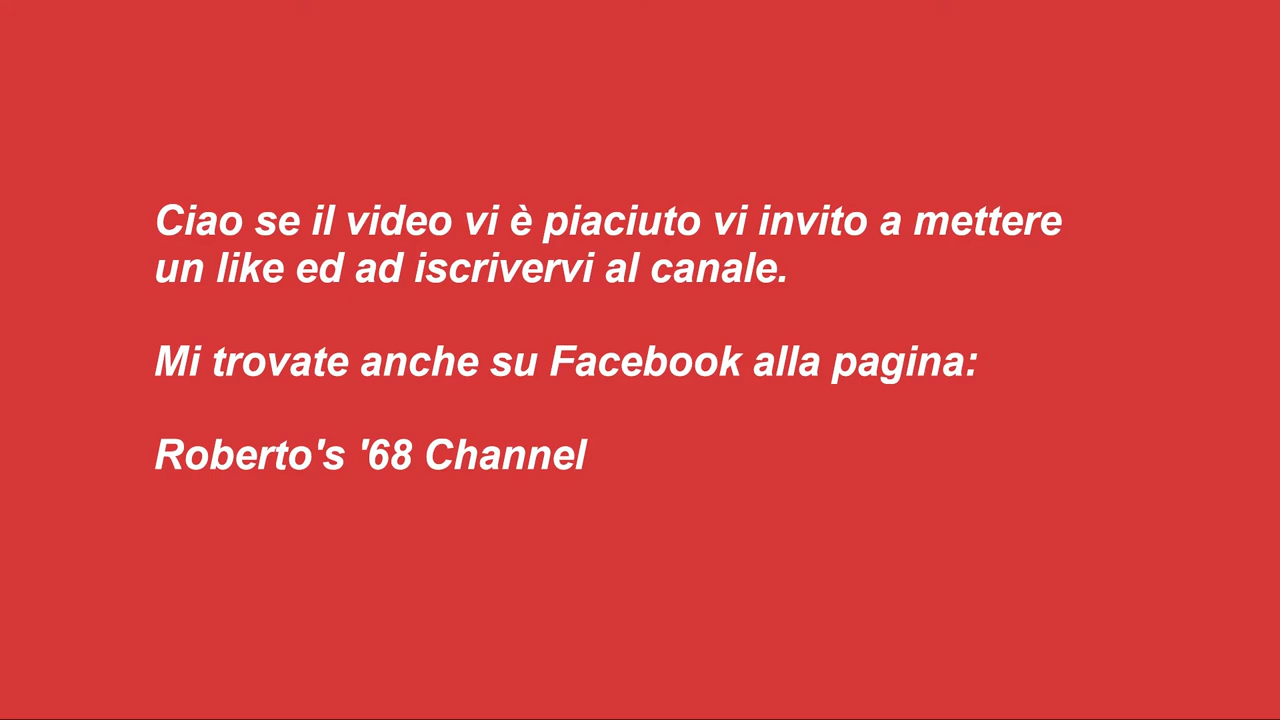 Ciao se il video vi è piaciuto vi invito a mettere
un like ed ad iscrivervi al canale.
Mi trovate anche su Facebook alla pagina:
Roberto's '68 Channel